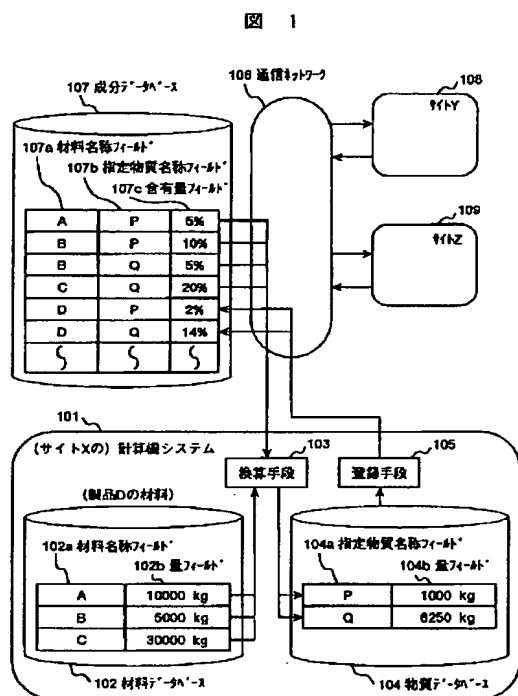 図 1
106 通信ネットワーク
107 成分データベース
108
サイトY
107a 材料名称フィールド
107b 指定物質名称フィールド
107c 含有量フィールド
A P 5%
B P 10%
B Q 5%
C Q 20%
D P 2%
D Q 14%
109
サイトZ
101
(サイトXの) 計算機システム
103
換算手段
105
登録手段
(製品Dの材料)
102a 材料名称フィールド
102b 量フィールド
A 10000 kg
B 5000 kg
C 30000 kg
102 材料データベース
104a 指定物質名称フィールド
104b 量フィールド
P 1000 kg
Q 6250 kg
104 物質データベース